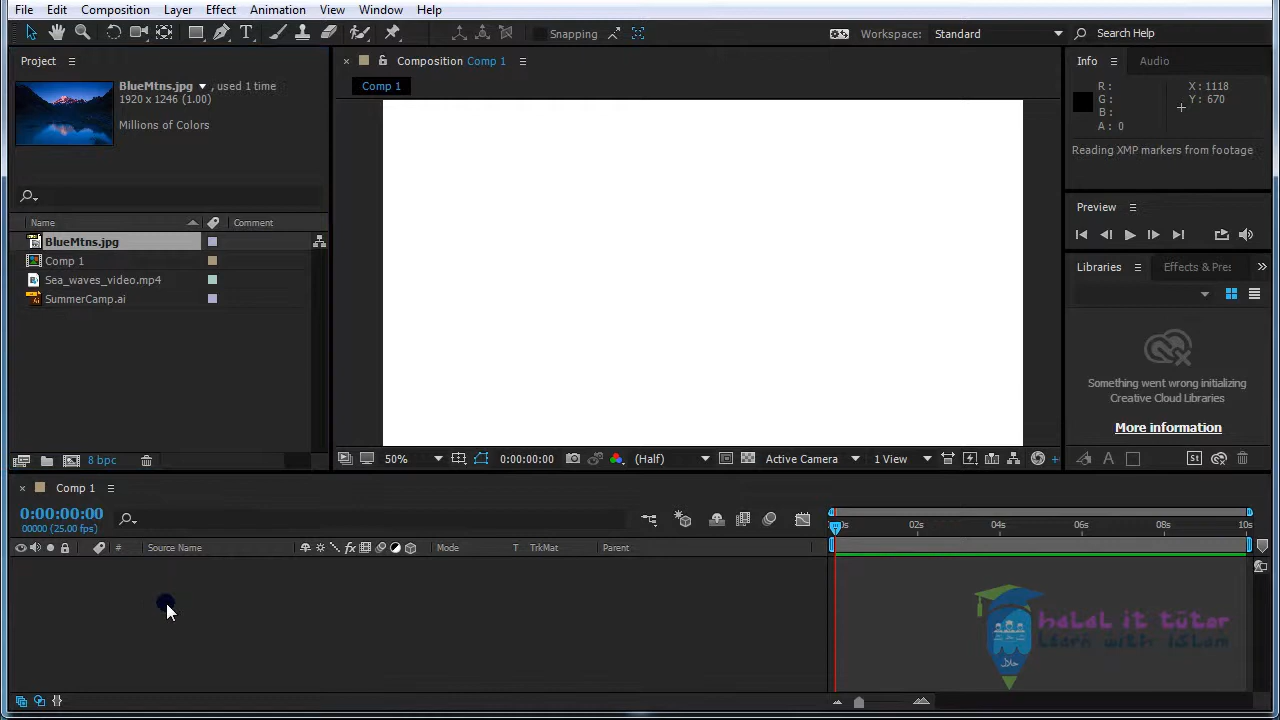 File Edit Composition Layer Effect Animation View Window Help
Snapping Workspace: Standard Search Help
Project
BlueMtns.jpg , used 1 time
1920 x 1246 (1.00)
Millions of Colors
Name Comment
BlueMtns.jpg
Comp 1
Sea_waves_video.mp4
SummerCamp.ai
8 bpc
Composition Comp 1
Comp 1
50% 0:00:00:00 (Half) Active Camera 1 View
Info Audio
R : X : 1118
G : Y : 670
B :
A : 0
Reading XMP markers from footage
Preview
Libraries Effects & Pre
Something went wrong initializing
Creative Cloud Libraries
More information
St
Comp 1
0:00:00:00
00000 (25.00 fps)
0s 02s 04s 06s 08s 10s
# Source Name fx Mode T TrkMat Parent
halal it tutor
learn with islam
حلال